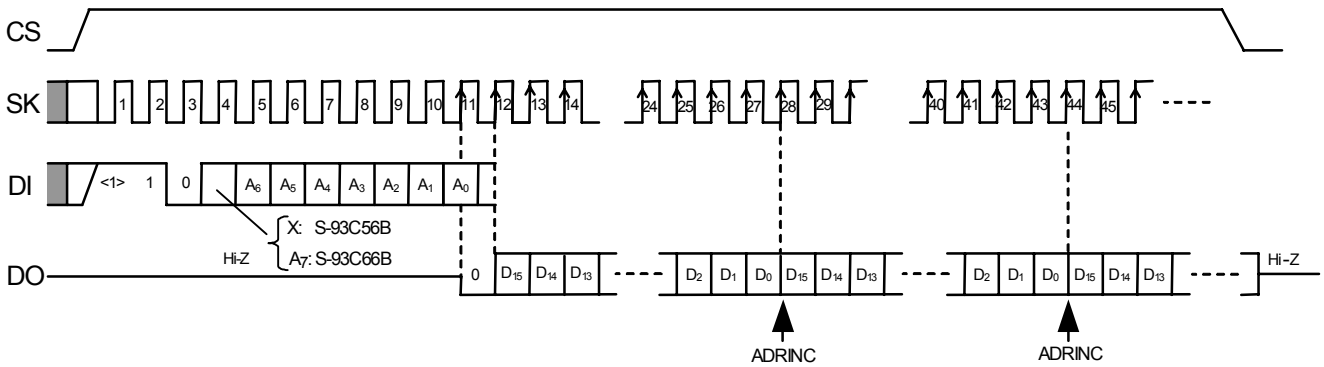 CS
SK 1 2 3 4 5 6 7 8 9 10 11 12 13 14 24 25 26 27 28 29 40 41 42 43 44 45
DI <1> 1 0 A6 A5 A4 A3 A2 A1 A0
X: S-93C56B
A7: S-93C66B
Hi-Z
DO 0 D15 D14 D13 D2 D1 D0 D15 D14 D13 D2 D1 D0 D15 D14 D13 Hi-Z
ADRINC ADRINC